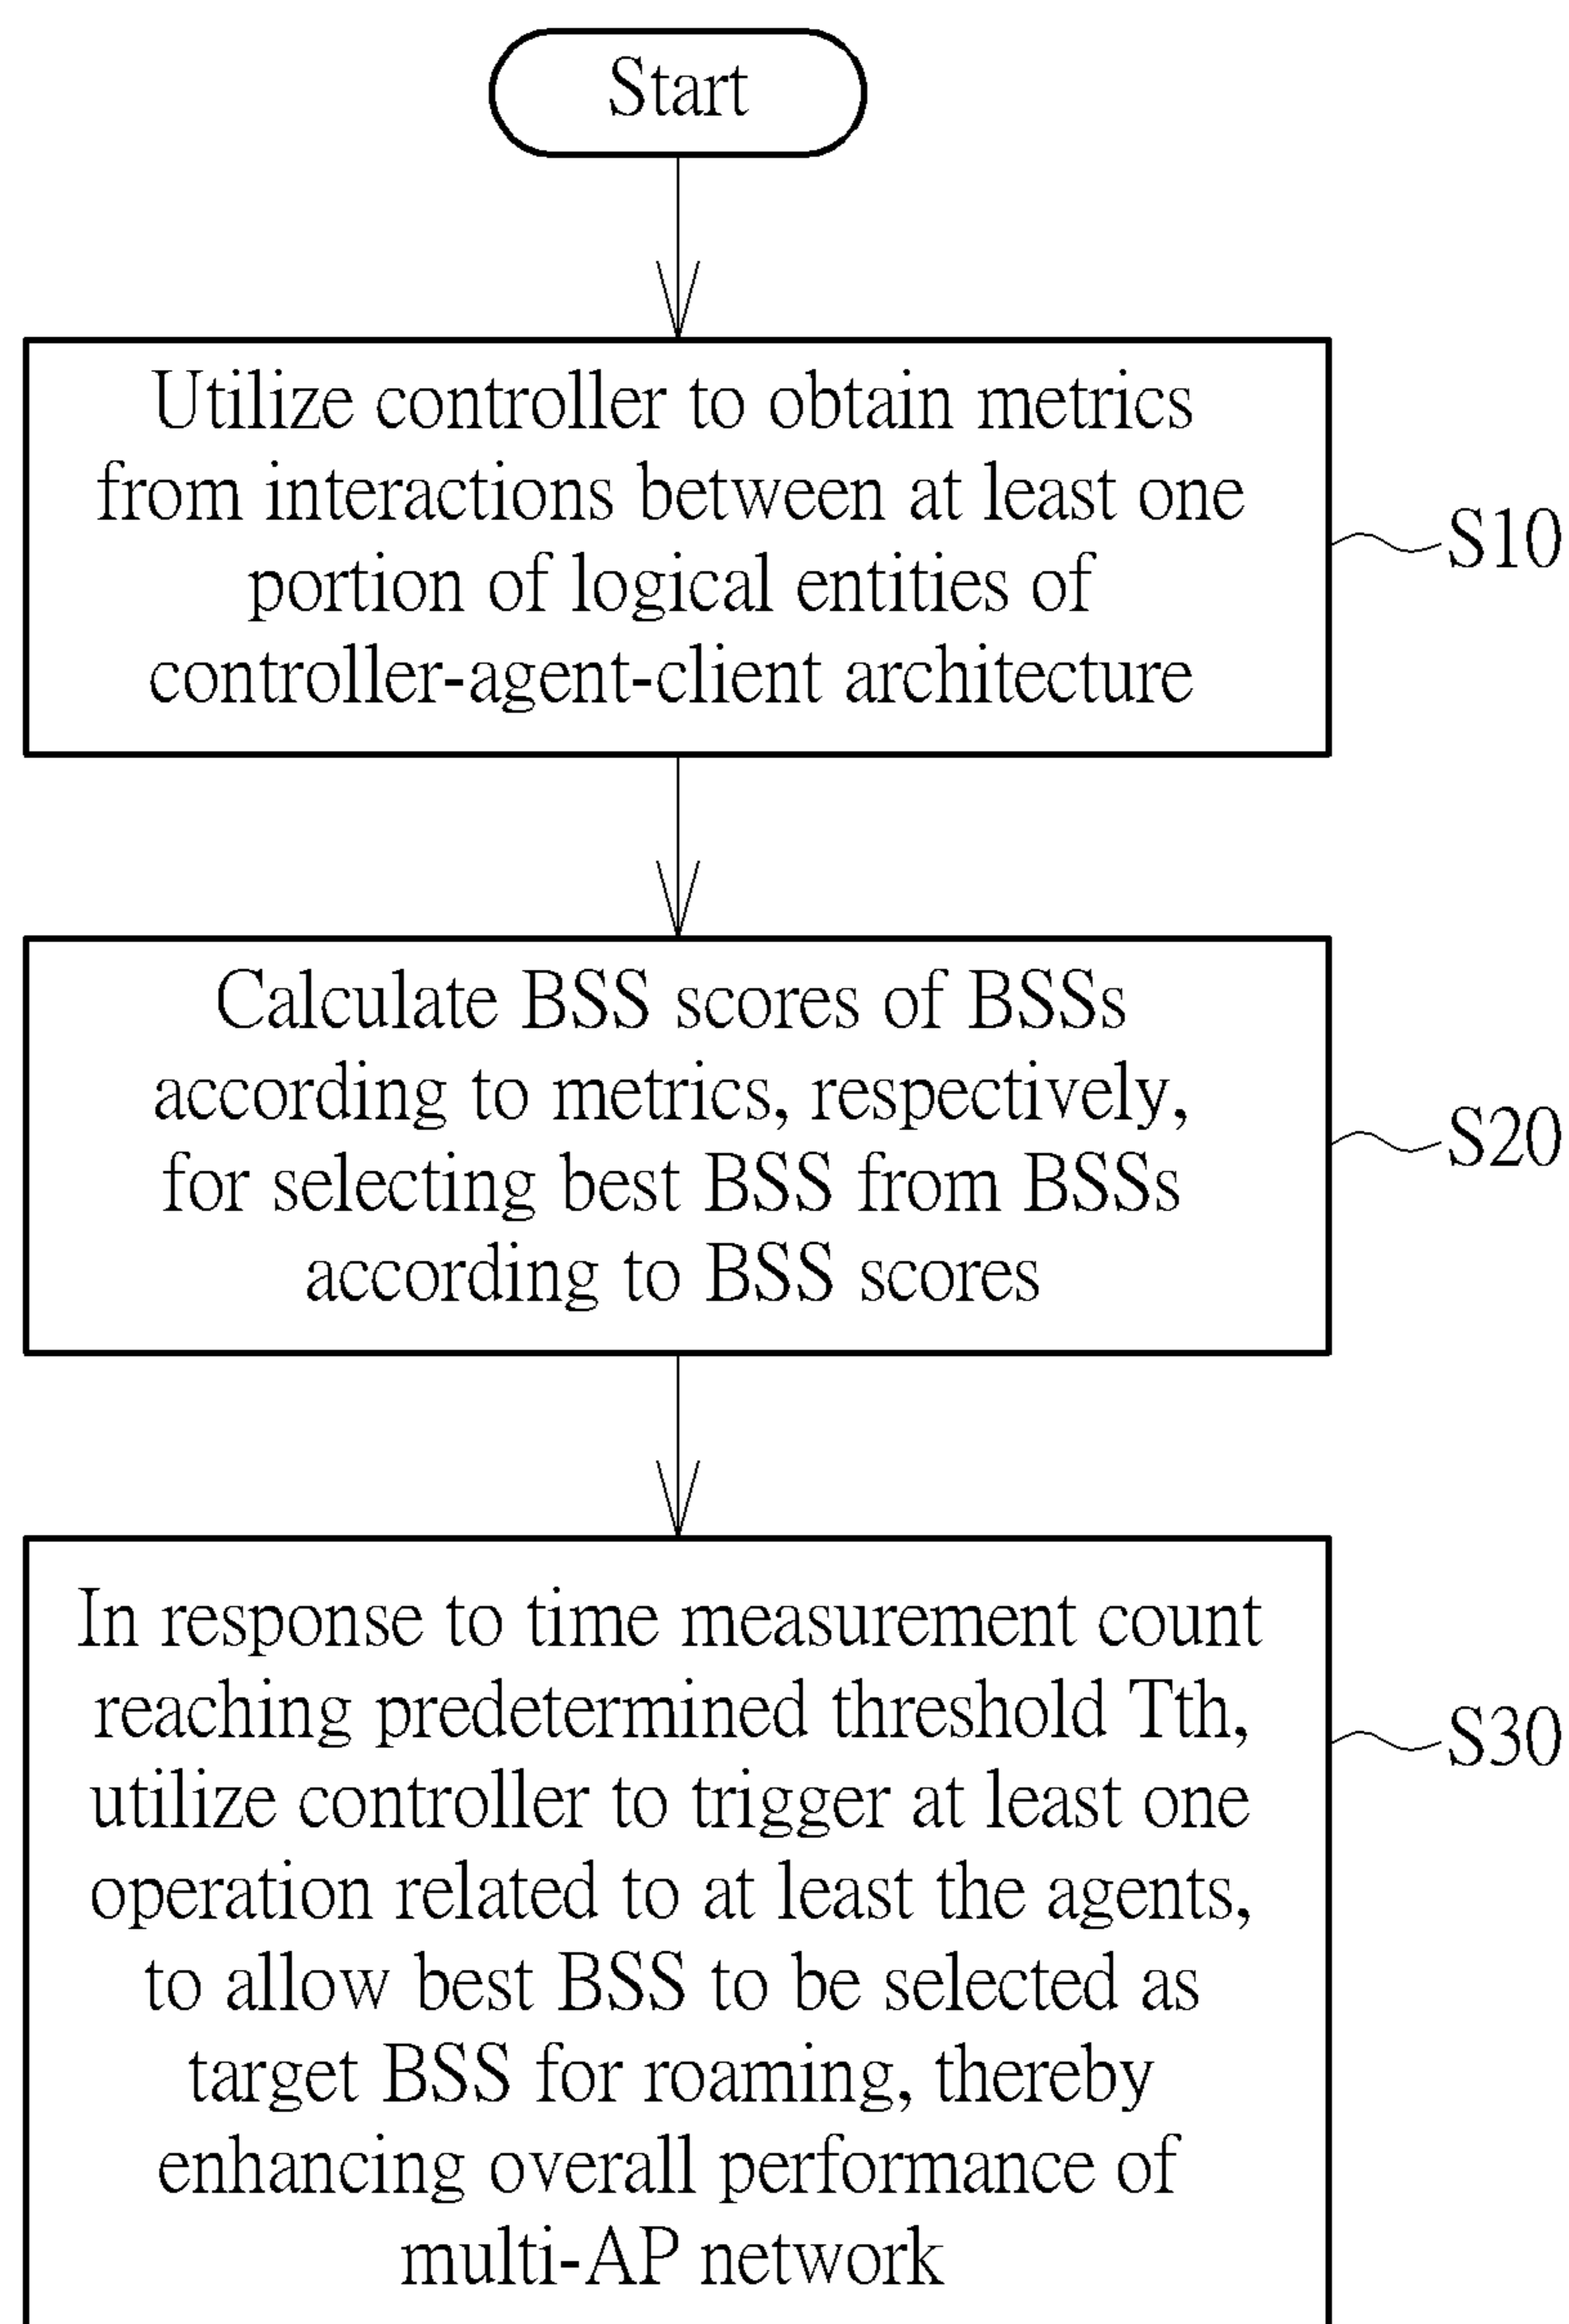 Start
Utilize controller to obtain metrics
from interactions between at least one
portion of logical entities of
controller-agent-client architecture
S10
Calculate BSS scores of BSSs
according to metrics, respectively,
for selecting best BSS from BSSs
according to BSS scores
S20
In response to time measurement count
reaching predetermined threshold Tth,
utilize controller to trigger at least one
operation related to at least the agents,
to allow best BSS to be selected as
target BSS for roaming, thereby
enhancing overall performance of
multi-AP network
S30